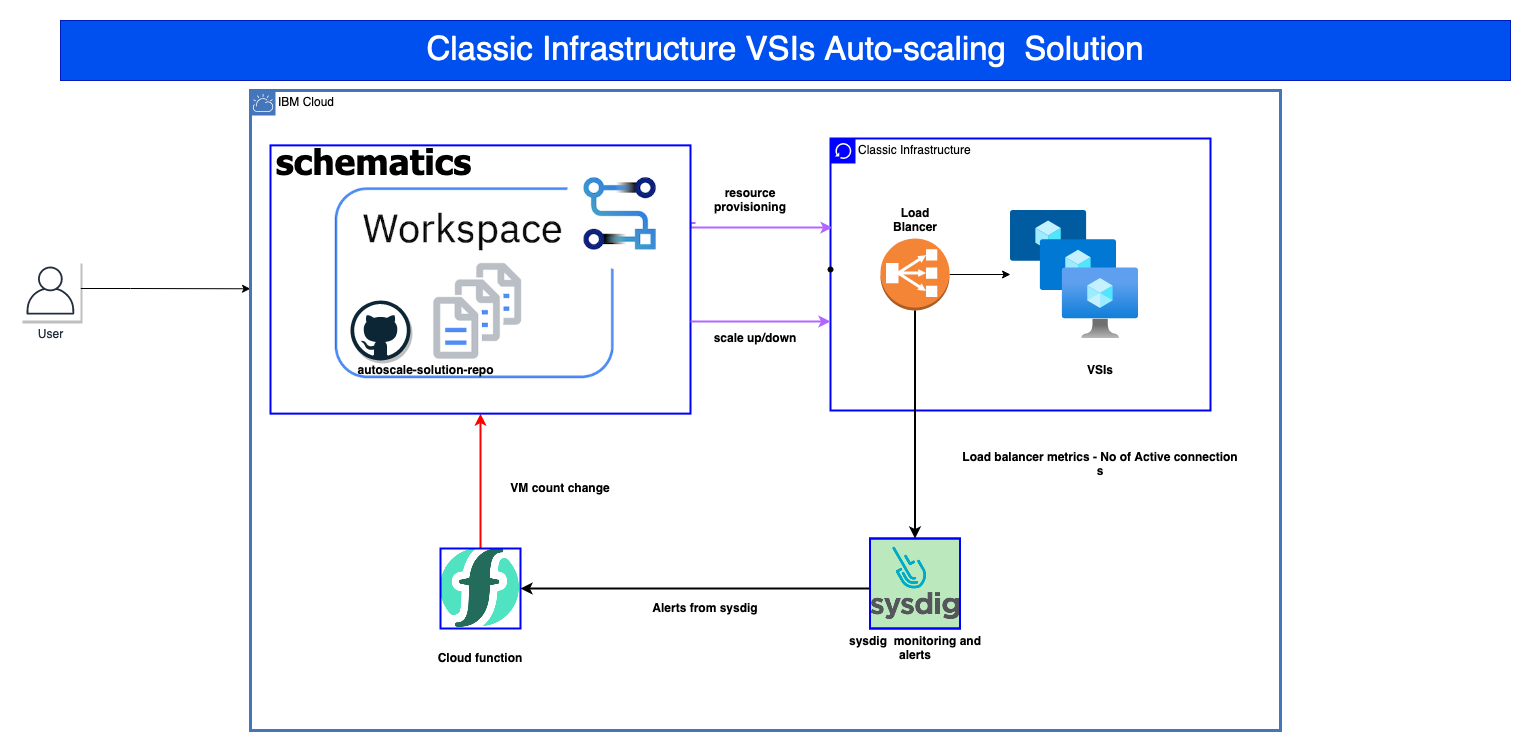 Classic Infrastructure VSIs Auto-scaling  Solution
IBM Cloud
schematics
Workspace
autoscale-solution-repo
resource
provisioning
scale up/down
Classic Infrastructure
Load
Blancer
VSIs
User
Load balancer metrics - No of Active connection
s
VM count change
Alerts from sysdig
sysdig
sysdig  monitoring and
alerts
Cloud function